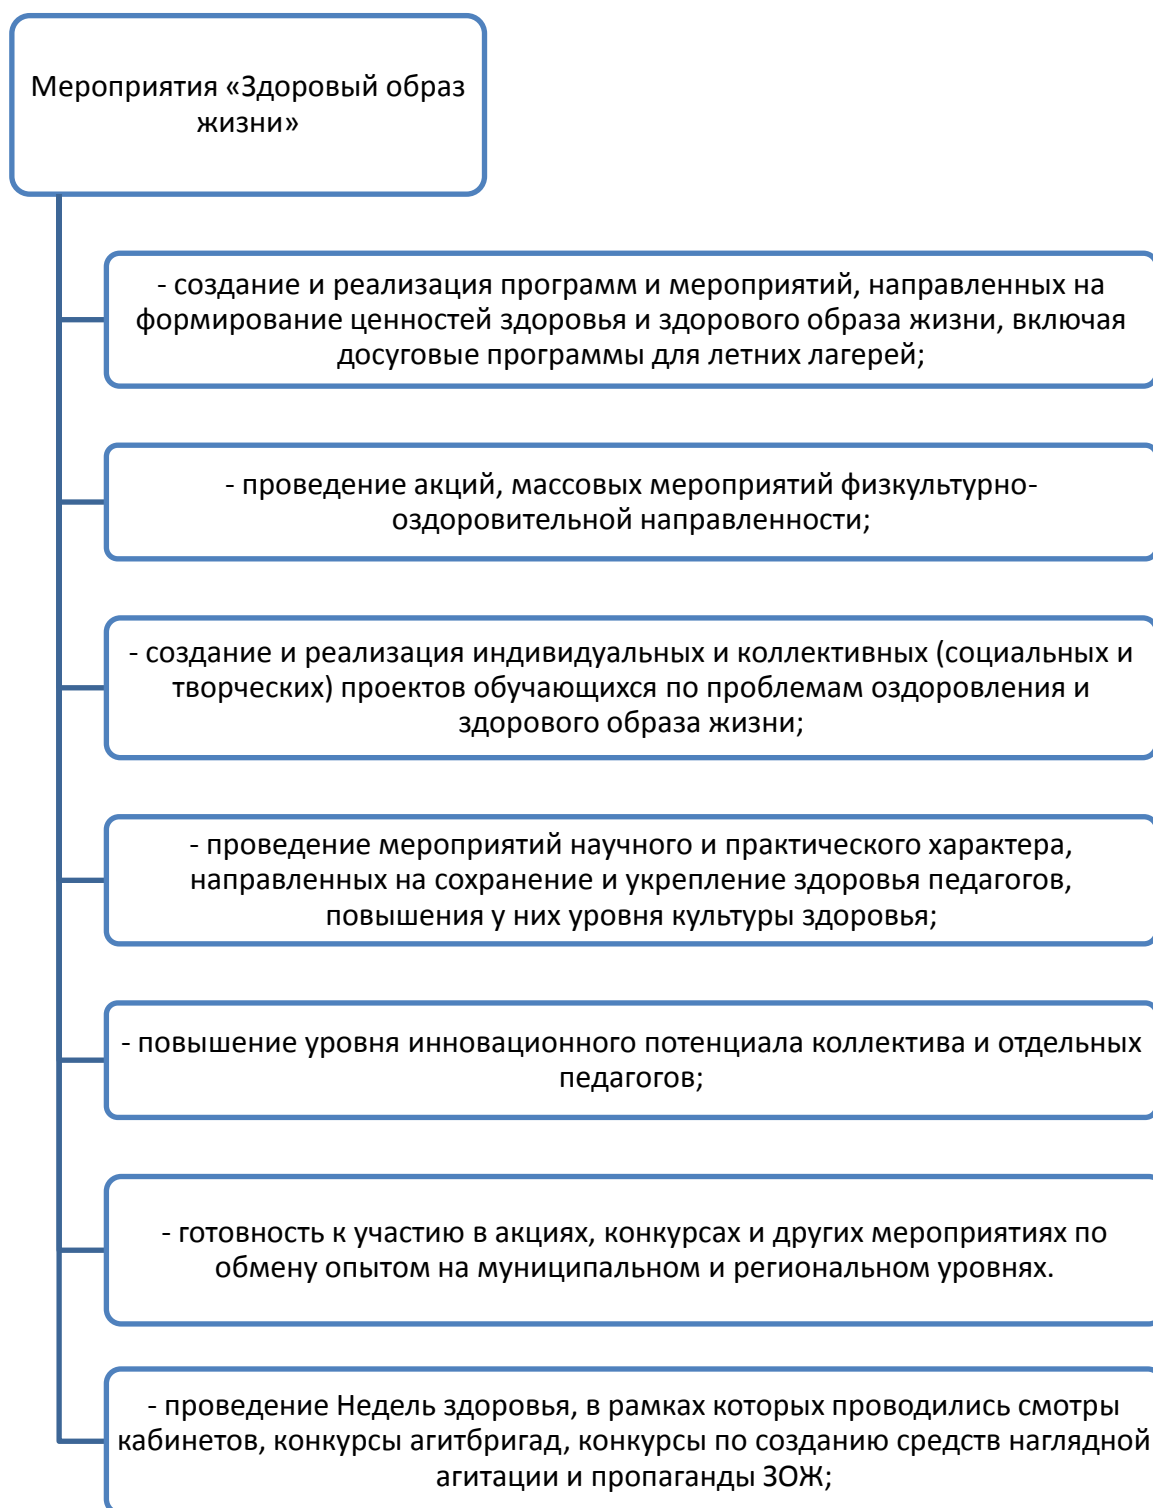 Мероприятия «Здоровый образ
жизни»
- создание и реализация программ и мероприятий, направленных на
формирование ценностей здоровья и здорового образа жизни, включая
досуговые программы для летних лагерей;
- проведение акций, массовых мероприятий физкультурно-
оздоровительной направленности;
- создание и реализация индивидуальных и коллективных (социальных и
творческих) проектов обучающихся по проблемам оздоровления и
здорового образа жизни;
- проведение мероприятий научного и практического характера,
направленных на сохранение и укрепление здоровья педагогов,
повышения у них уровня культуры здоровья;
- повышение уровня инновационного потенциала коллектива и отдельных
педагогов;
- готовность к участию в акциях, конкурсах и других мероприятиях по
обмену опытом на муниципальном и региональном уровнях.
- проведение Недель здоровья, в рамках которых проводились смотры
кабинетов, конкурсы агитбригад, конкурсы по созданию средств наглядной
агитации и пропаганды ЗОЖ;